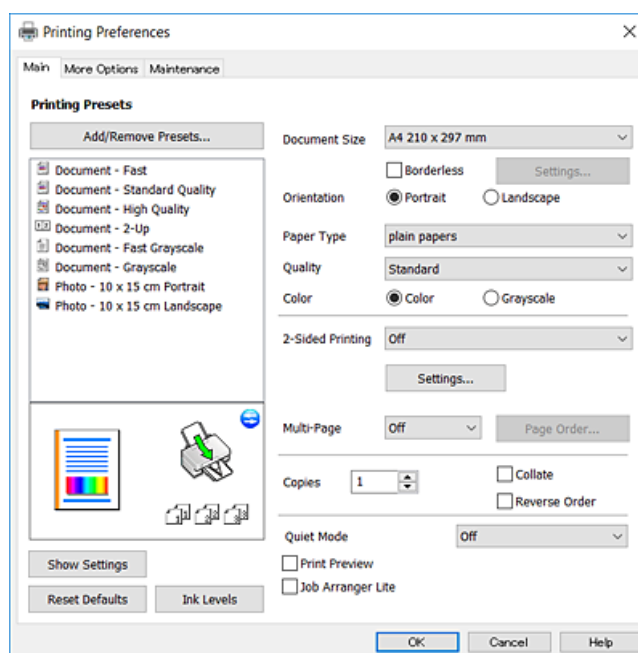 Printing Preferences
Main More Options Maintenance
Printing Presets
Add/Remove Presets...
Document - Fast
Document - Standard Quality
Document - High Quality
Document - 2-Up
Document - Fast Grayscale
Document - Grayscale
Photo - 10 x 15 cm Portrait
Photo - 10 x 15 cm Landscape
Show Settings
Reset Defaults Ink Levels
Document Size A4 210 x 297 mm
Borderless Settings...
Orientation Portrait Landscape
Paper Type plain papers
Quality Standard
Color Color Grayscale
2-Sided Printing Off
Settings...
Multi-Page Off Page Order...
Copies 1 Collate
Reverse Order
Quiet Mode Off
Print Preview
Job Arranger Lite
OK Cancel Help